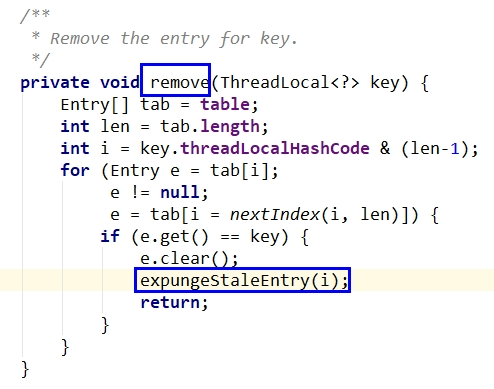 /**
 * Remove the entry for key.
 */
private void remove(ThreadLocal<?> key) {
    Entry[] tab = table;
    int len = tab.length;
    int i = key.threadLocalHashCode & (len-1);
    for (Entry e = tab[i];
         e != null;
         e = tab[i = nextIndex(i, len)]) {
        if (e.get() == key) {
            e.clear();
            expungeStaleEntry(i);
            return;
        }
    }
}